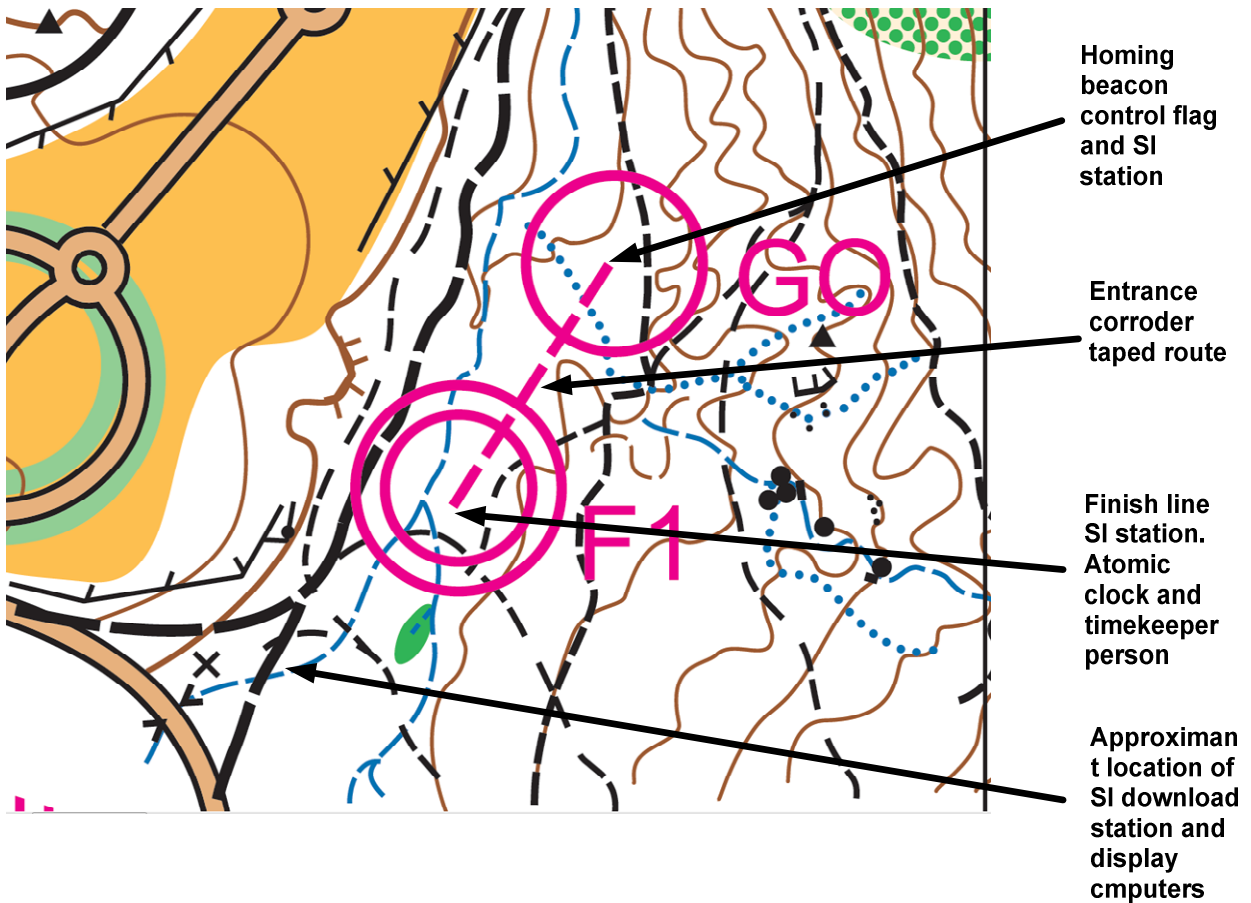 Homing
beacon
control flag
and SI
station
GO
Entrance
corroder
taped route
F1
Finish line
SI station.
Atomic
clock and
timekeeper
person
Approximan
t location of
SI download
station and
display
cmputers